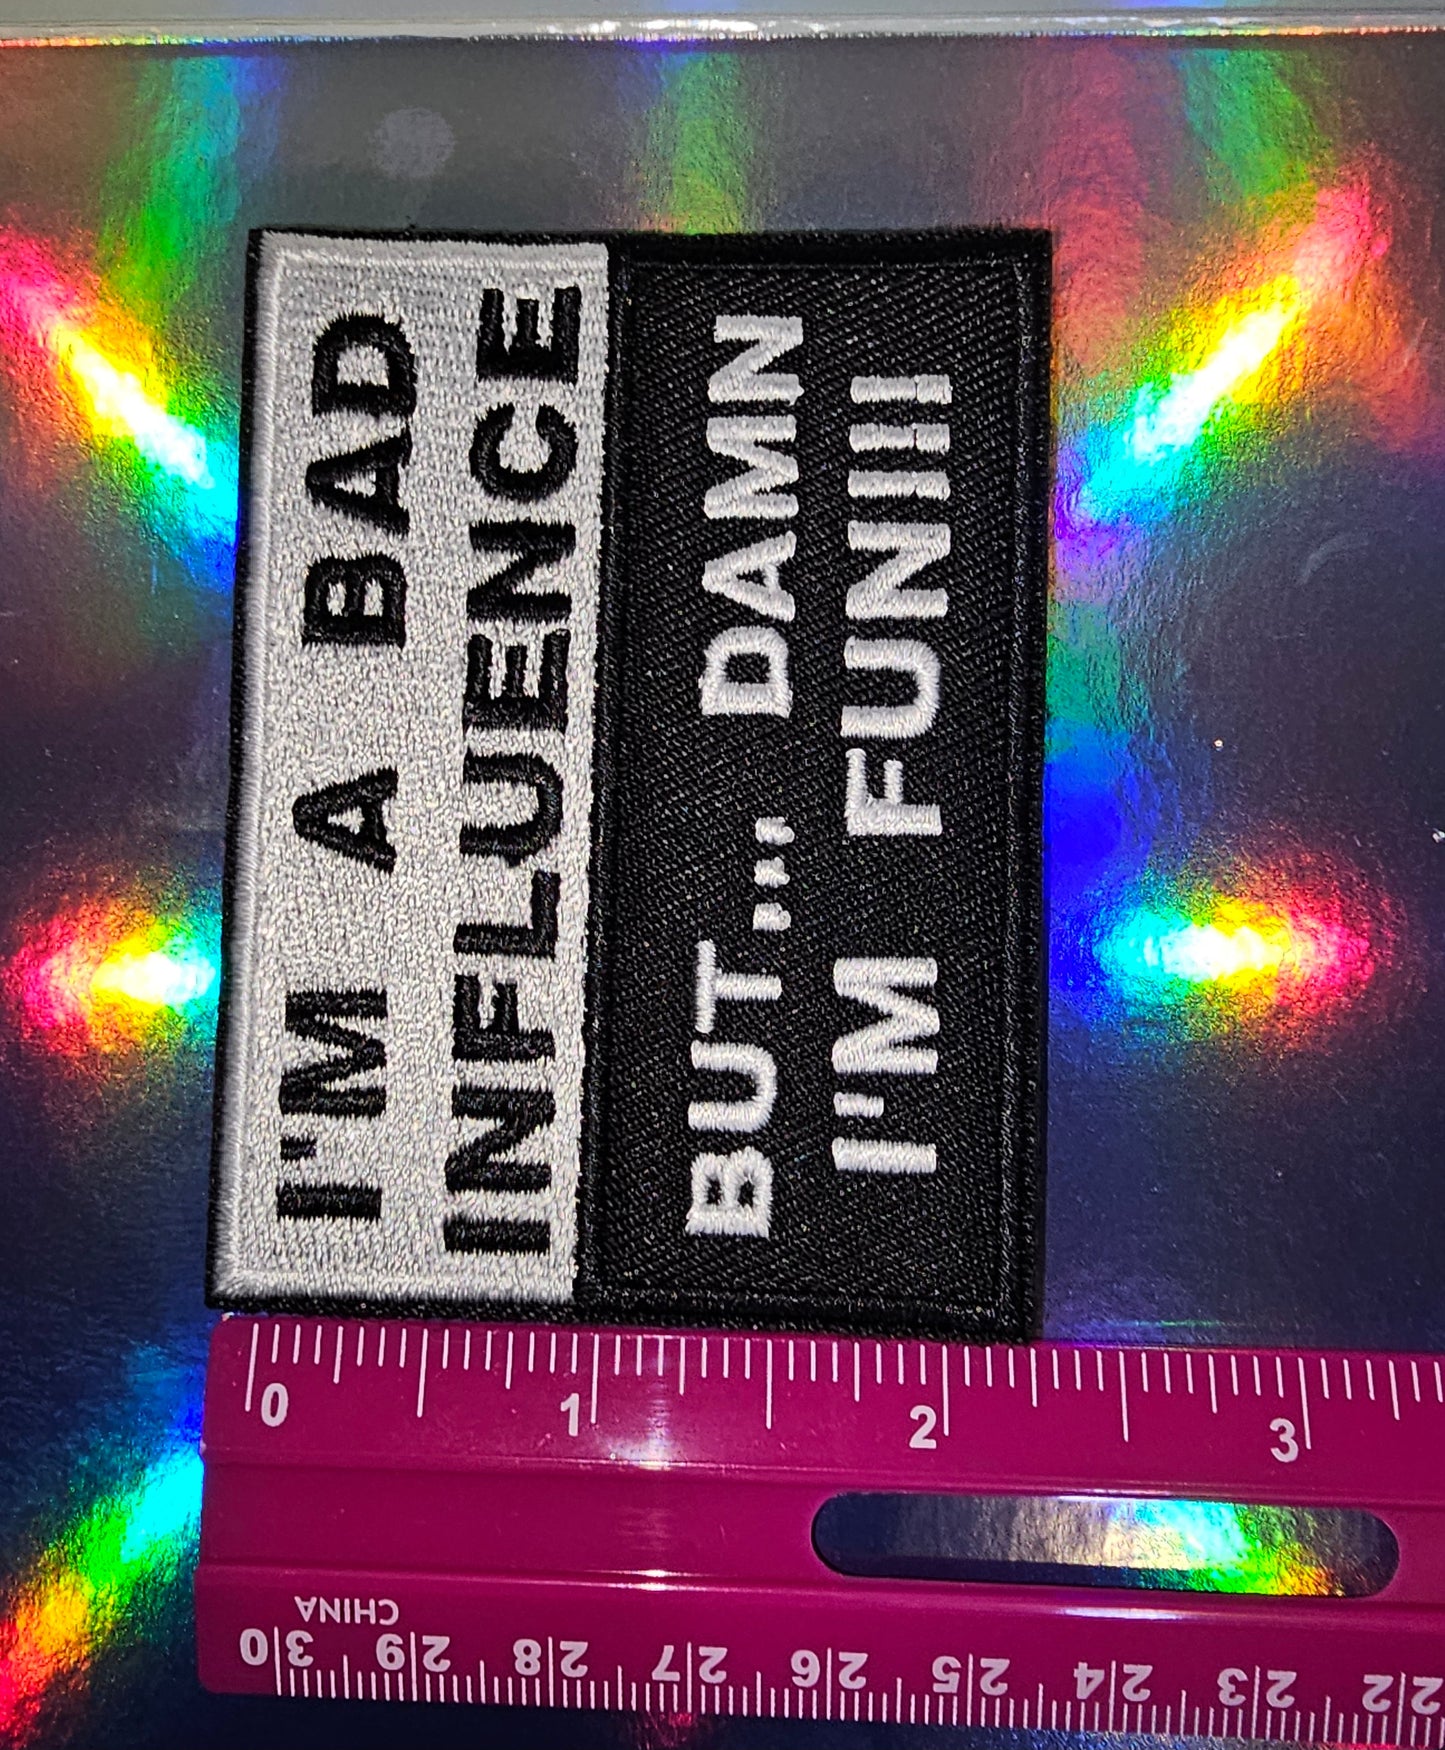 I'M A BAD
INFLUENCE
BUT,,,, DAMN
I'M FUN!!!!
0 1 2 3
CHINA
30 29 28 27 26 25 24 23 22